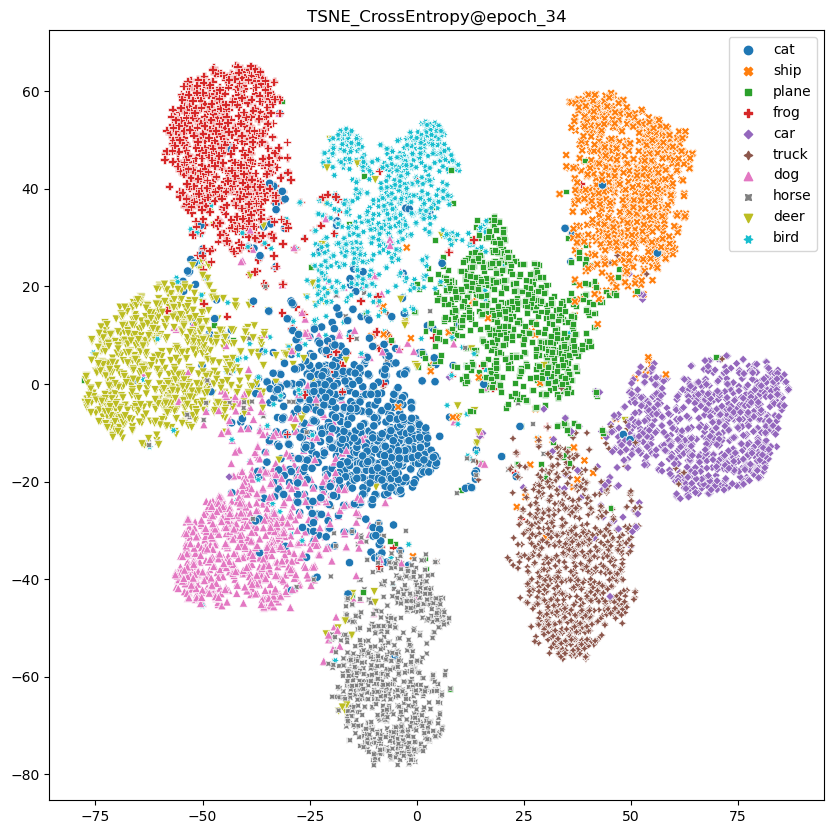 TSNE_CrossEntropy@epoch_34
cat
ship
plane
frog
car
truck
dog
horse
deer
bird
60
40
20
0
−20
−40
−60
−80
−75
−50
−25
0
25
50
75